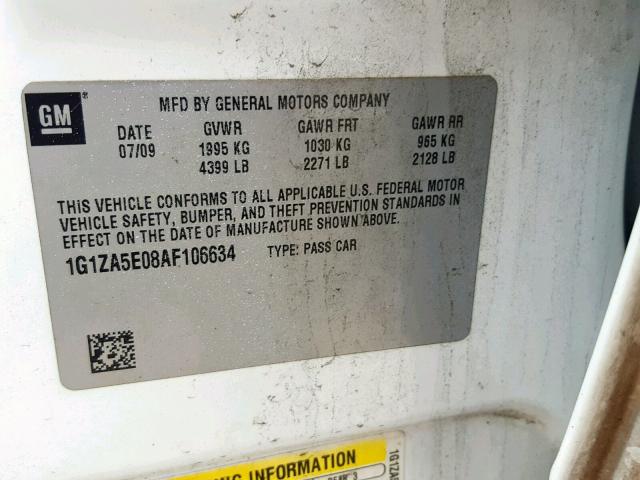 GM
MFD BY GENERAL MOTORS COMPANY
DATE GVWR GAWR FRT GAWR RR
07/09 1995 KG 1030 KG 965 KG
4399 LB 2271 LB 2128 LB
THIS VEHICLE CONFORMS TO ALL APPLICABLE U.S. FEDERAL MOTOR
VEHICLE SAFETY, BUMPER, AND THEFT PREVENTION STANDARDS IN
EFFECT ON THE DATE OF MANUFACTURE SHOWN ABOVE.
1G1ZA5E08AF106634 TYPE: PASS CAR
INFORMATION
1G1ZA